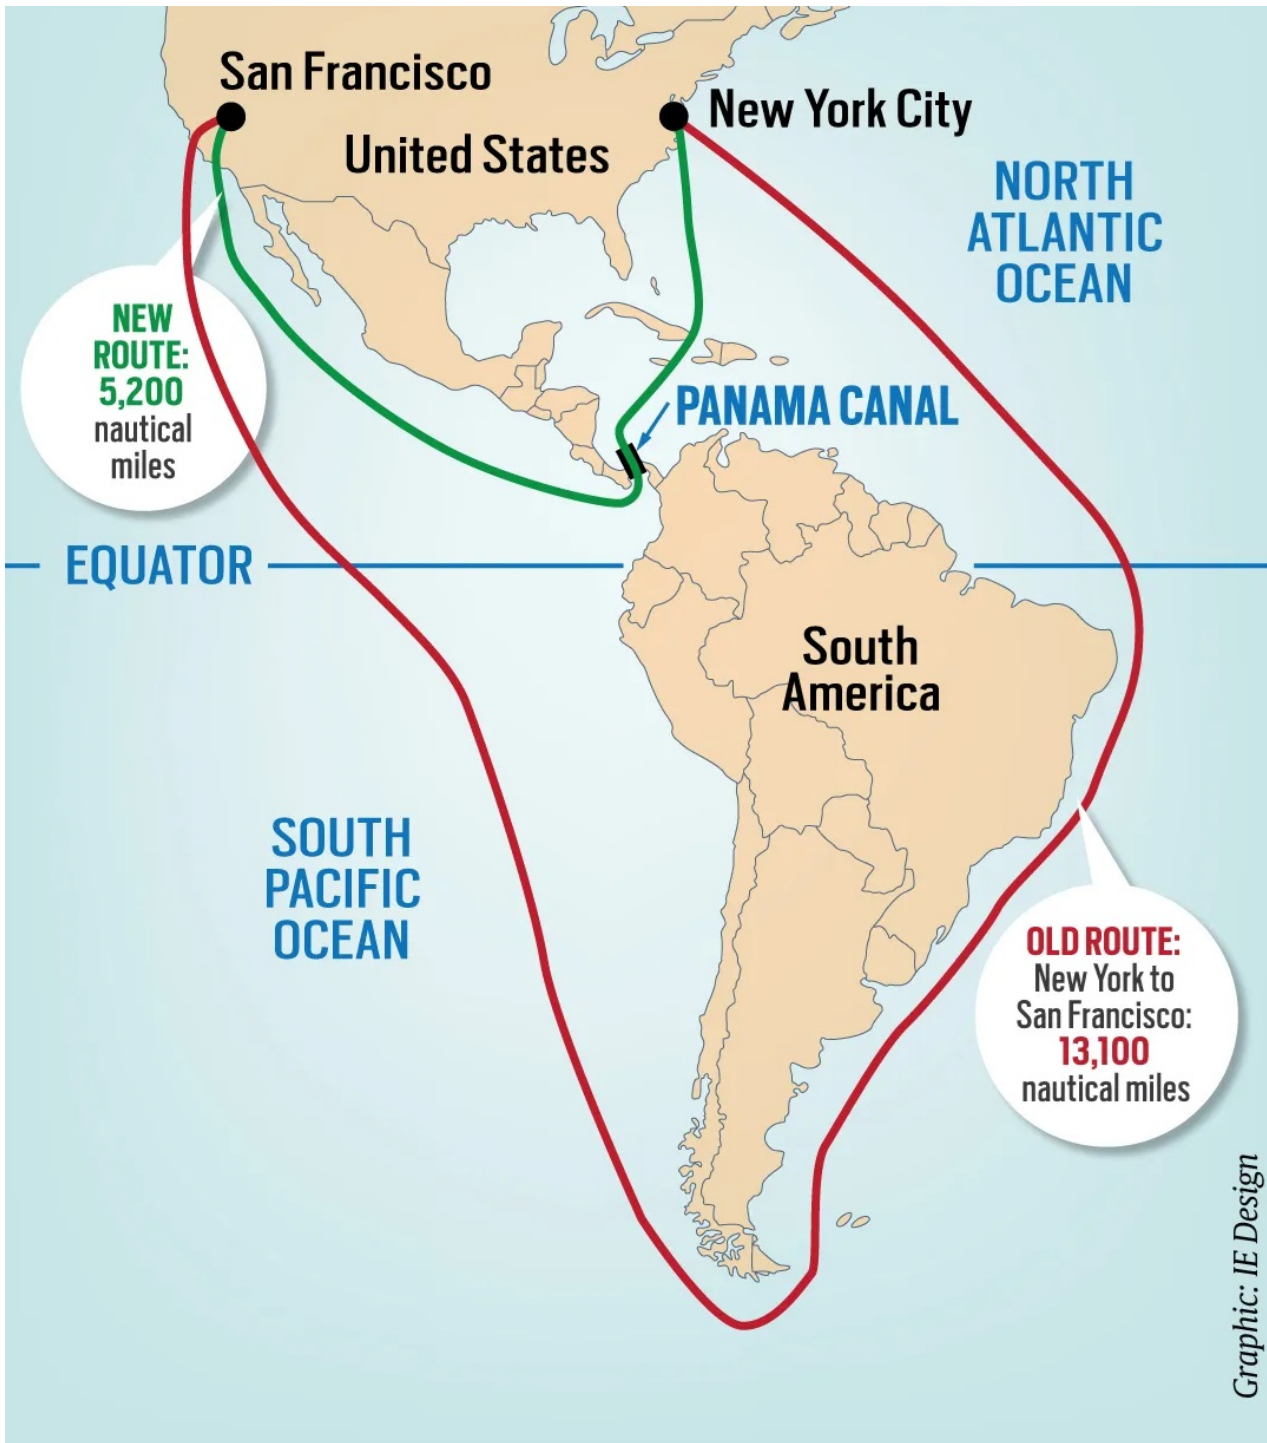 San Francisco
New York City
United States
NORTH
ATLANTIC
OCEAN
NEW
ROUTE:
5,200
nautical
miles
PANAMA CANAL
EQUATOR
South
America
SOUTH
PACIFIC
OCEAN
OLD ROUTE:
New York to
San Francisco:
13,100
nautical miles
Graphic: IE Design